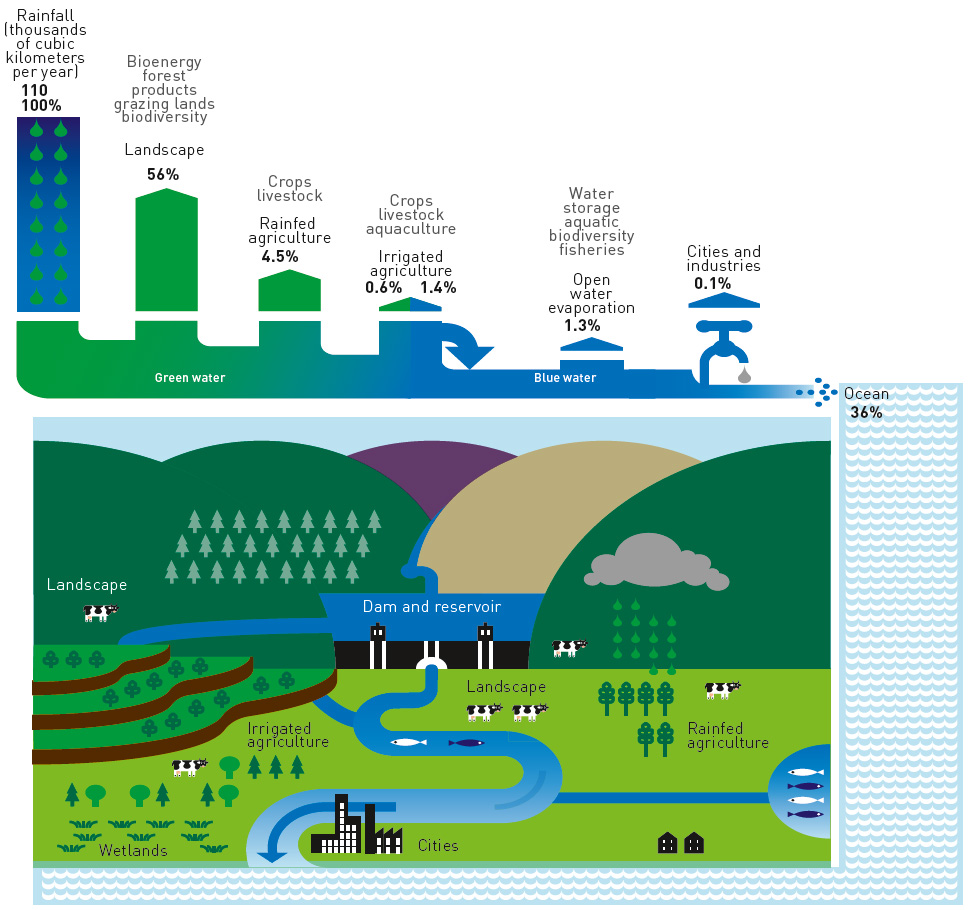 Rainfall
(thousands
of cubic
kilometers
per year)
110
100%
Bioenergy
forest
products
grazing lands
biodiversity
Landscape
56%
Crops
livestock
Rainfed
agriculture
4.5%
Crops
livestock
aquaculture
Irrigated
agriculture
0.6% 1.4%
Water
storage
aquatic
biodiversity
fisheries
Open
water
evaporation
1.3%
Cities and
industries
0.1%
Green water
Blue water
Ocean
36%
Landscape
Dam and reservoir
Landscape
Irrigated
agriculture
Rainfed
agriculture
Wetlands
Cities